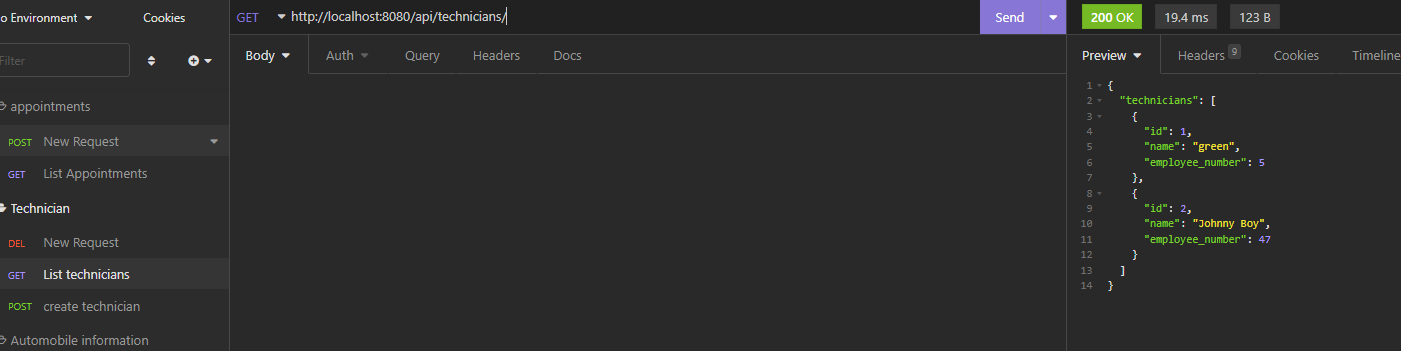 o Environment
Cookies
Filter
appointments
POST New Request
GET List Appointments
Technician
DEL New Request
GET List technicians
POST create technician
Automobile information
GET http://localhost:8080/api/technicians/ Send
Body Auth Query Headers Docs
200 OK 19.4 ms 123 B
Preview Headers 9 Cookies Timeline
1 {
2 "technicians": [
3 {
4 "id": 1,
5 "name": "green",
6 "employee_number": 5
7 },
8 {
9 "id": 2,
10 "name": "Johnny Boy",
11 "employee_number": 47
12 }
13 ]
14 }